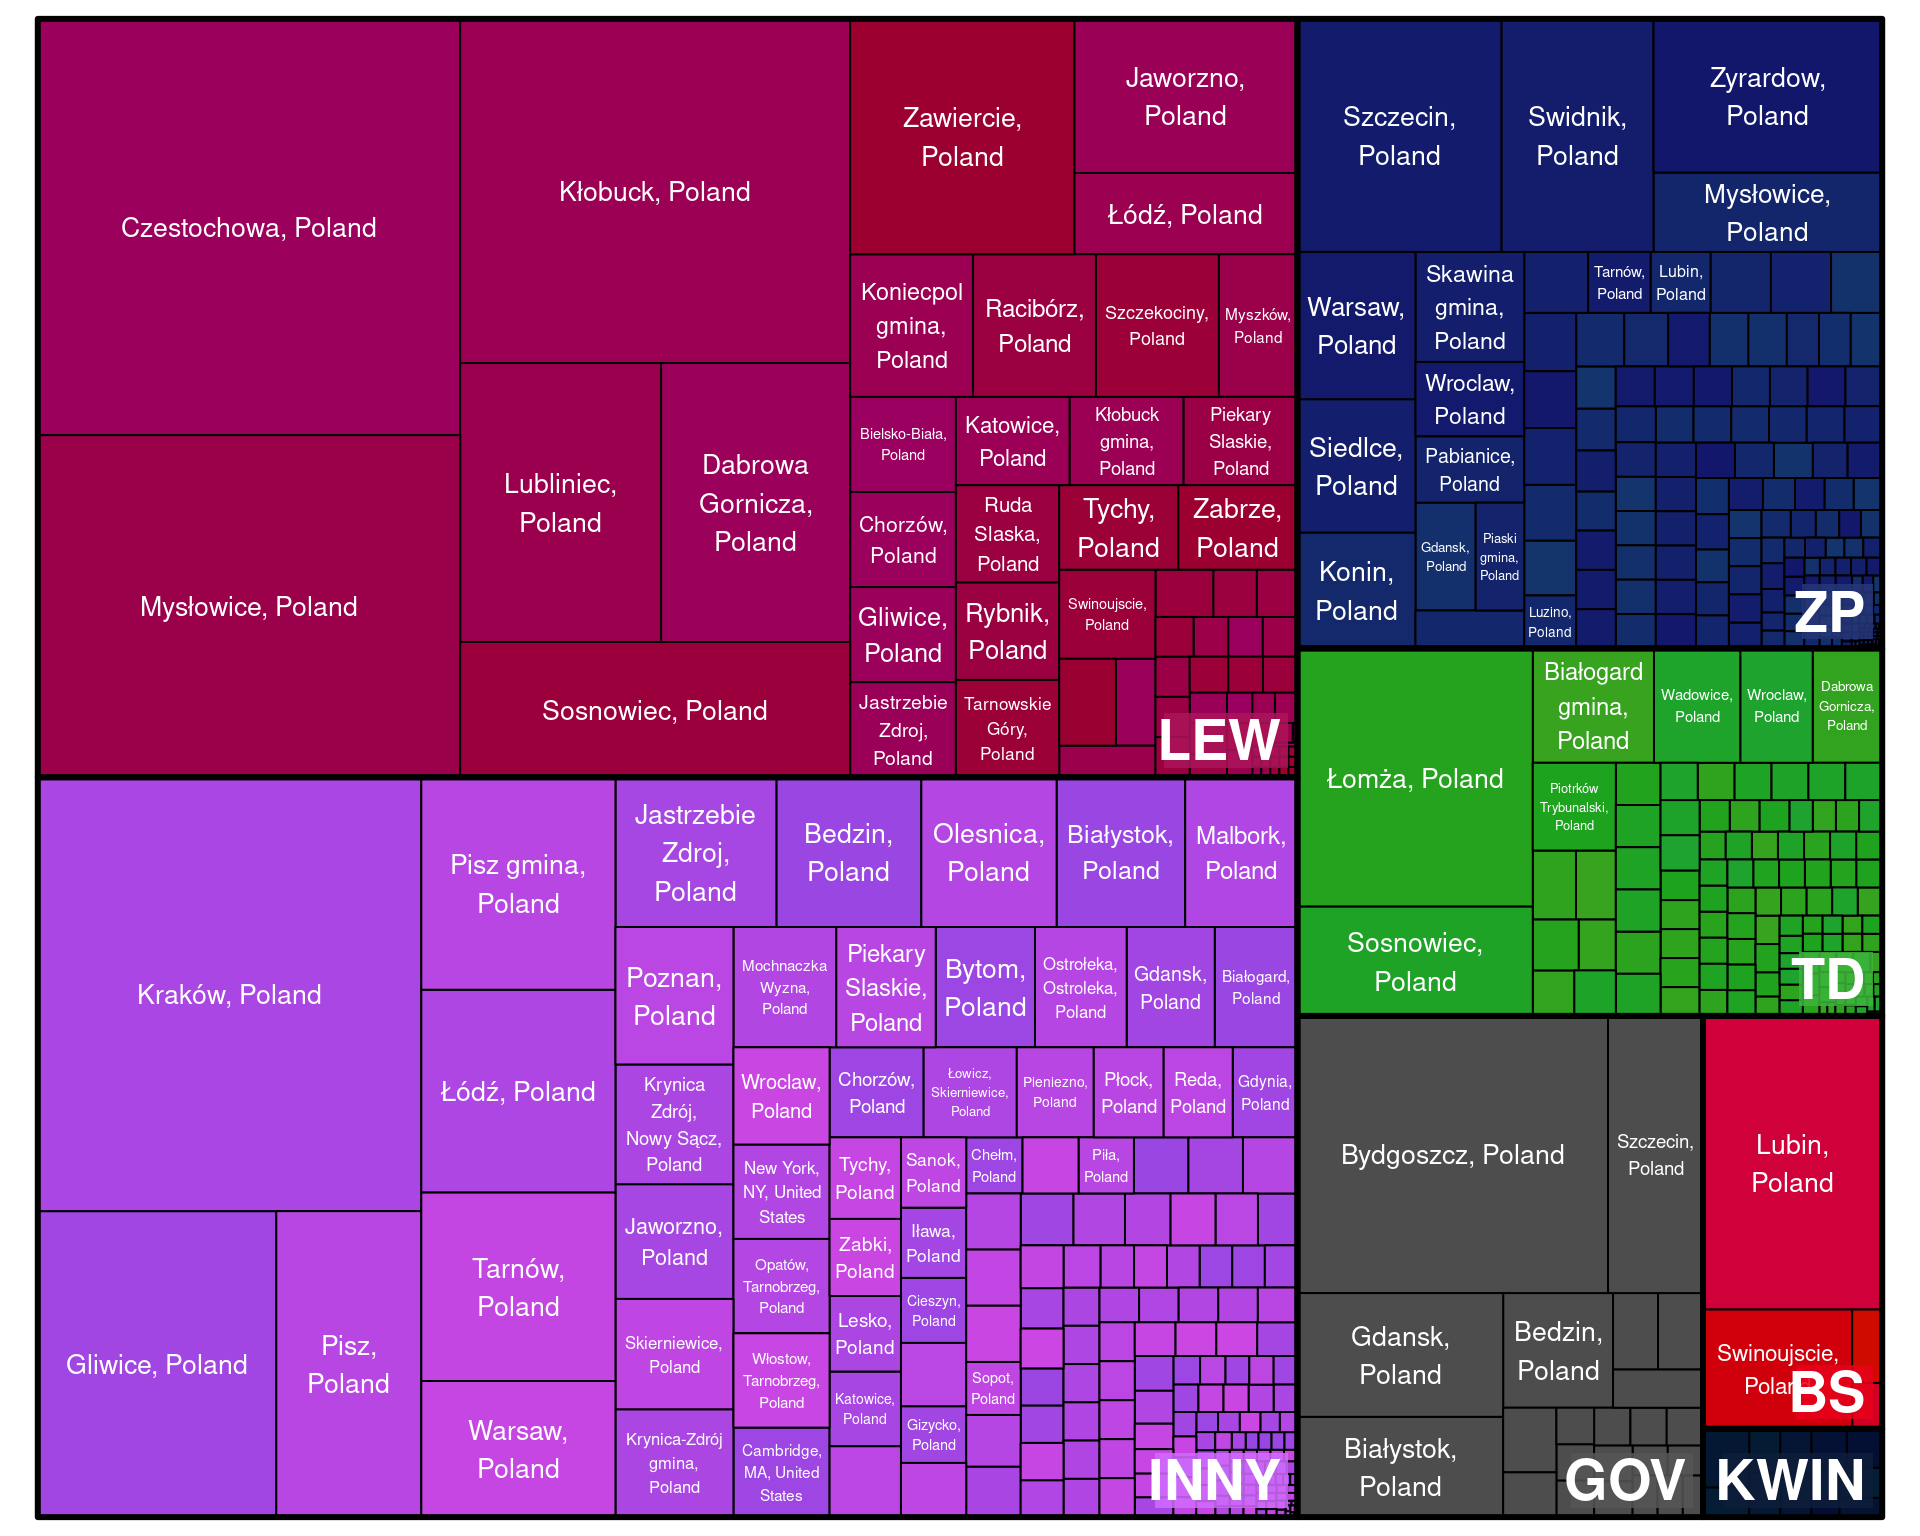 Czestochowa, Poland
Mysłowice, Poland
Kłobuck, Poland
Lubliniec,
Poland
Dabrowa
Gornicza,
Poland
Sosnowiec, Poland
Zawiercie,
Poland
Jaworzno,
Poland
Łódź, Poland
Koniecpol
gmina,
Poland
Racibórz,
Poland
Szczekociny,
Poland
Myszków,
Poland
Bielsko-Biała,
Poland
Chorzów,
Poland
Gliwice,
Poland
Jastrzebie
Zdroj,
Poland
Katowice,
Poland
Kłobuck
gmina,
Poland
Piekary
Slaskie,
Poland
Ruda
Slaska,
Poland
Rybnik,
Poland
Tarnowskie
Góry,
Poland
Tychy,
Poland
Zabrze,
Poland
Swinoujscie,
Poland
LEW
Szczecin,
Poland
Swidnik,
Poland
Zyrardow,
Poland
Mysłowice,
Poland
Warsaw,
Poland
Siedlce,
Poland
Konin,
Poland
Skawina
gmina,
Poland
Wroclaw,
Poland
Pabianice,
Poland
Gdansk,
Poland
Piaski
gmina,
Poland
Tarnów,
Poland
Lubin,
Poland
Luzino,
Poland
ZP
Łomża, Poland
Sosnowiec,
Poland
Białogard
gmina,
Poland
Wadowice,
Poland
Wroclaw,
Poland
Dabrowa
Gornicza,
Poland
Piotrków
Trybunalski,
Poland
TD
Kraków, Poland
Gliwice, Poland
Pisz,
Poland
Pisz gmina,
Poland
Łódź, Poland
Tarnów,
Poland
Warsaw,
Poland
Jastrzebie
Zdroj,
Poland
Bedzin,
Poland
Olesnica,
Poland
Białystok,
Poland
Malbork,
Poland
Poznan,
Poland
Krynica
Zdrój,
Nowy Sącz,
Poland
Jaworzno,
Poland
Skierniewice,
Poland
Krynica-Zdrój
gmina,
Poland
Mochnaczka
Wyzna,
Poland
Piekary
Slaskie,
Poland
Bytom,
Poland
Ostrołeka,
Ostroleka,
Poland
Gdansk,
Poland
Białogard,
Poland
Wroclaw,
Poland
New York,
NY, United
States
Opatów,
Tarnobrzeg,
Poland
Włostow,
Tarnobrzeg,
Poland
Cambridge,
MA, United
States
Chorzów,
Poland
Łowicz,
Skierniewice,
Poland
Pieniezno,
Poland
Płock,
Poland
Reda,
Poland
Gdynia,
Poland
Tychy,
Poland
Zabki,
Poland
Lesko,
Poland
Katowice,
Poland
Sanok,
Poland
Iława,
Poland
Cieszyn,
Poland
Gizycko,
Poland
Chełm,
Poland
Piła,
Poland
Sopot,
Poland
INNY
Bydgoszcz, Poland
Szczecin,
Poland
Gdansk,
Poland
Białystok,
Poland
Bedzin,
Poland
GOV
Lubin,
Poland
Swinoujscie,
Poland
BS
KWIN